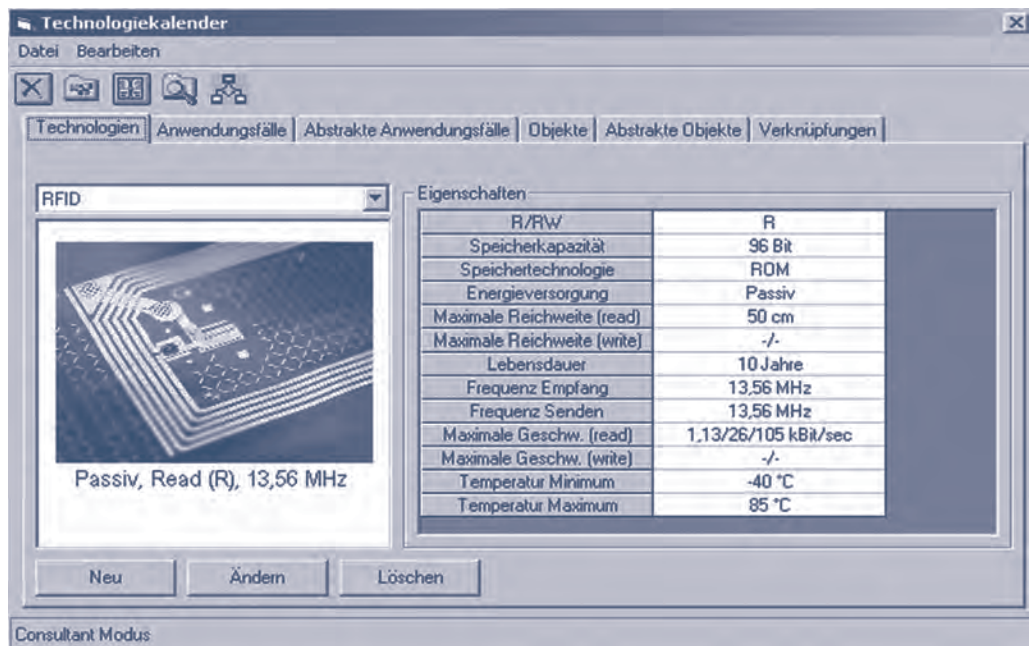 Technologiekalender
Datei Bearbeiten
Technologien Anwendungsfälle Abstrakte Anwendungsfälle Objekte Abstrakte Objekte Verknüpfungen
RFID
Eigenschaften
R/RW R
Speicherkapazität 96 Bit
Speichertechnologie ROM
Energieversorgung Passiv
Maximale Reichweite (read) 50 cm
Maximale Reichweite (write) -/-
Lebensdauer 10 Jahre
Frequenz Empfang 13,56 MHz
Frequenz Senden 13,56 MHz
Maximale Geschw. (read) 1,13/26/105 kBit/sec
Maximale Geschw. (write) -/-
Temperatur Minimum -40 °C
Temperatur Maximum 85 °C
Passiv, Read (R), 13,56 MHz
Neu Ändern Löschen
Consultant Modus